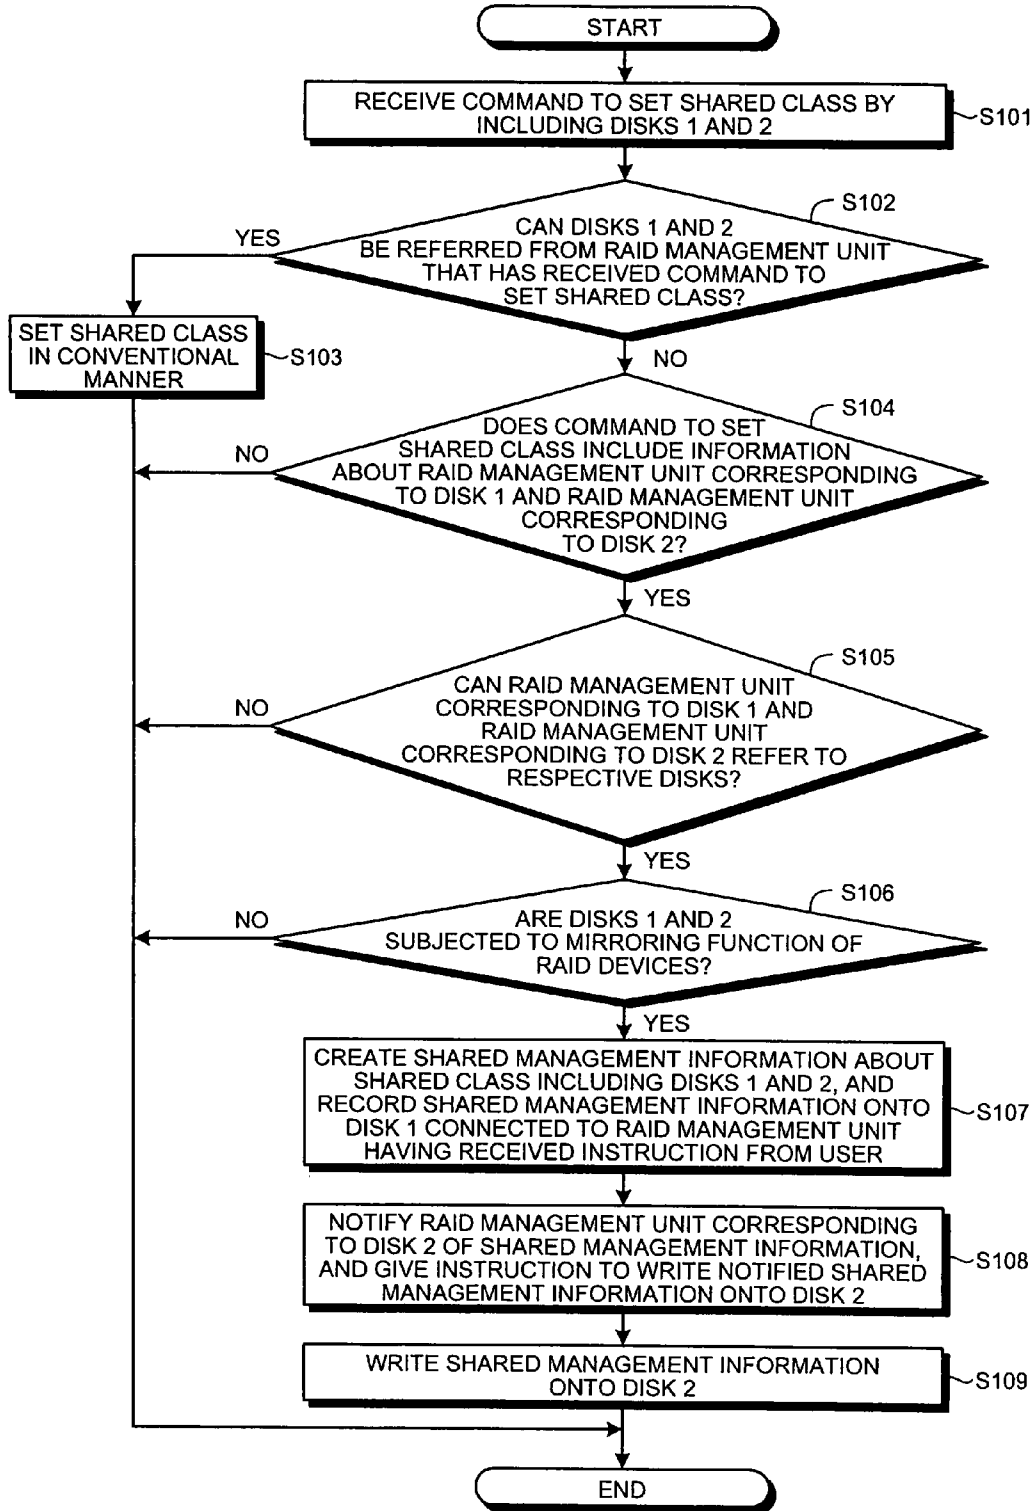 START
RECEIVE COMMAND TO SET SHARED CLASS BY
INCLUDING DISKS 1 AND 2
S101
S102
CAN DISKS 1 AND 2
BE REFERRED FROM RAID MANAGEMENT UNIT
THAT HAS RECEIVED COMMAND TO
SET SHARED CLASS?
YES
SET SHARED CLASS
IN CONVENTIONAL
MANNER
S103
NO
S104
DOES COMMAND TO SET
SHARED CLASS INCLUDE INFORMATION
ABOUT RAID MANAGEMENT UNIT CORRESPONDING
TO DISK 1 AND RAID MANAGEMENT UNIT
CORRESPONDING
TO DISK 2?
NO
YES
S105
CAN RAID MANAGEMENT UNIT
CORRESPONDING TO DISK 1 AND
RAID MANAGEMENT UNIT
CORRESPONDING TO DISK 2 REFER TO
RESPECTIVE DISKS?
NO
YES
S106
ARE DISKS 1 AND 2
SUBJECTED TO MIRRORING FUNCTION OF
RAID DEVICES?
NO
YES
CREATE SHARED MANAGEMENT INFORMATION ABOUT
SHARED CLASS INCLUDING DISKS 1 AND 2, AND
RECORD SHARED MANAGEMENT INFORMATION ONTO
DISK 1 CONNECTED TO RAID MANAGEMENT UNIT
HAVING RECEIVED INSTRUCTION FROM USER
S107
NOTIFY RAID MANAGEMENT UNIT CORRESPONDING
TO DISK 2 OF SHARED MANAGEMENT INFORMATION,
AND GIVE INSTRUCTION TO WRITE NOTIFIED SHARED
MANAGEMENT INFORMATION ONTO DISK 2
S108
WRITE SHARED MANAGEMENT INFORMATION
ONTO DISK 2
S109
END